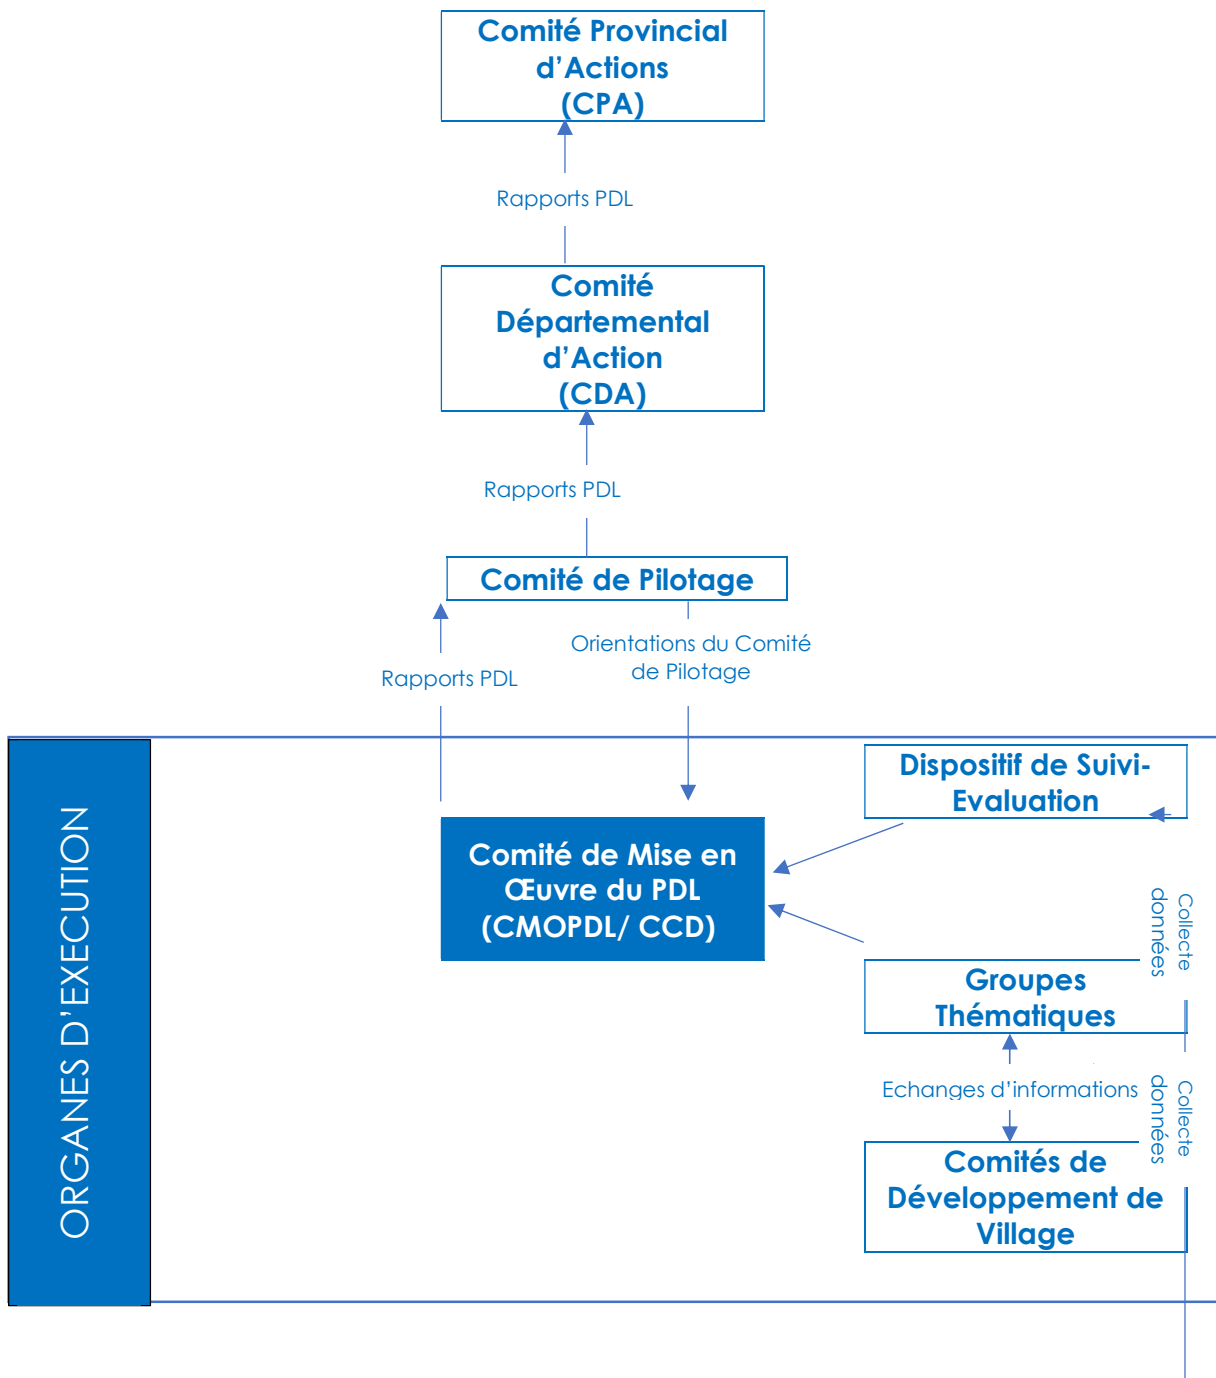 Comité Provincial
d’Actions
(CPA)
Rapports PDL
Comité
Départemental
d’Action
(CDA)
Rapports PDL
Comité de Pilotage
Orientations du Comité
de Pilotage
Rapports PDL
ORGANES D’EXECUTION
Dispositif de Suivi-
Evaluation
Comité de Mise en
Œuvre du PDL
(CMOPDL/ CCD)
Collecte
données
Groupes
Thématiques
Echanges d’informations
Collecte
données
Comités de
Développement de
Village